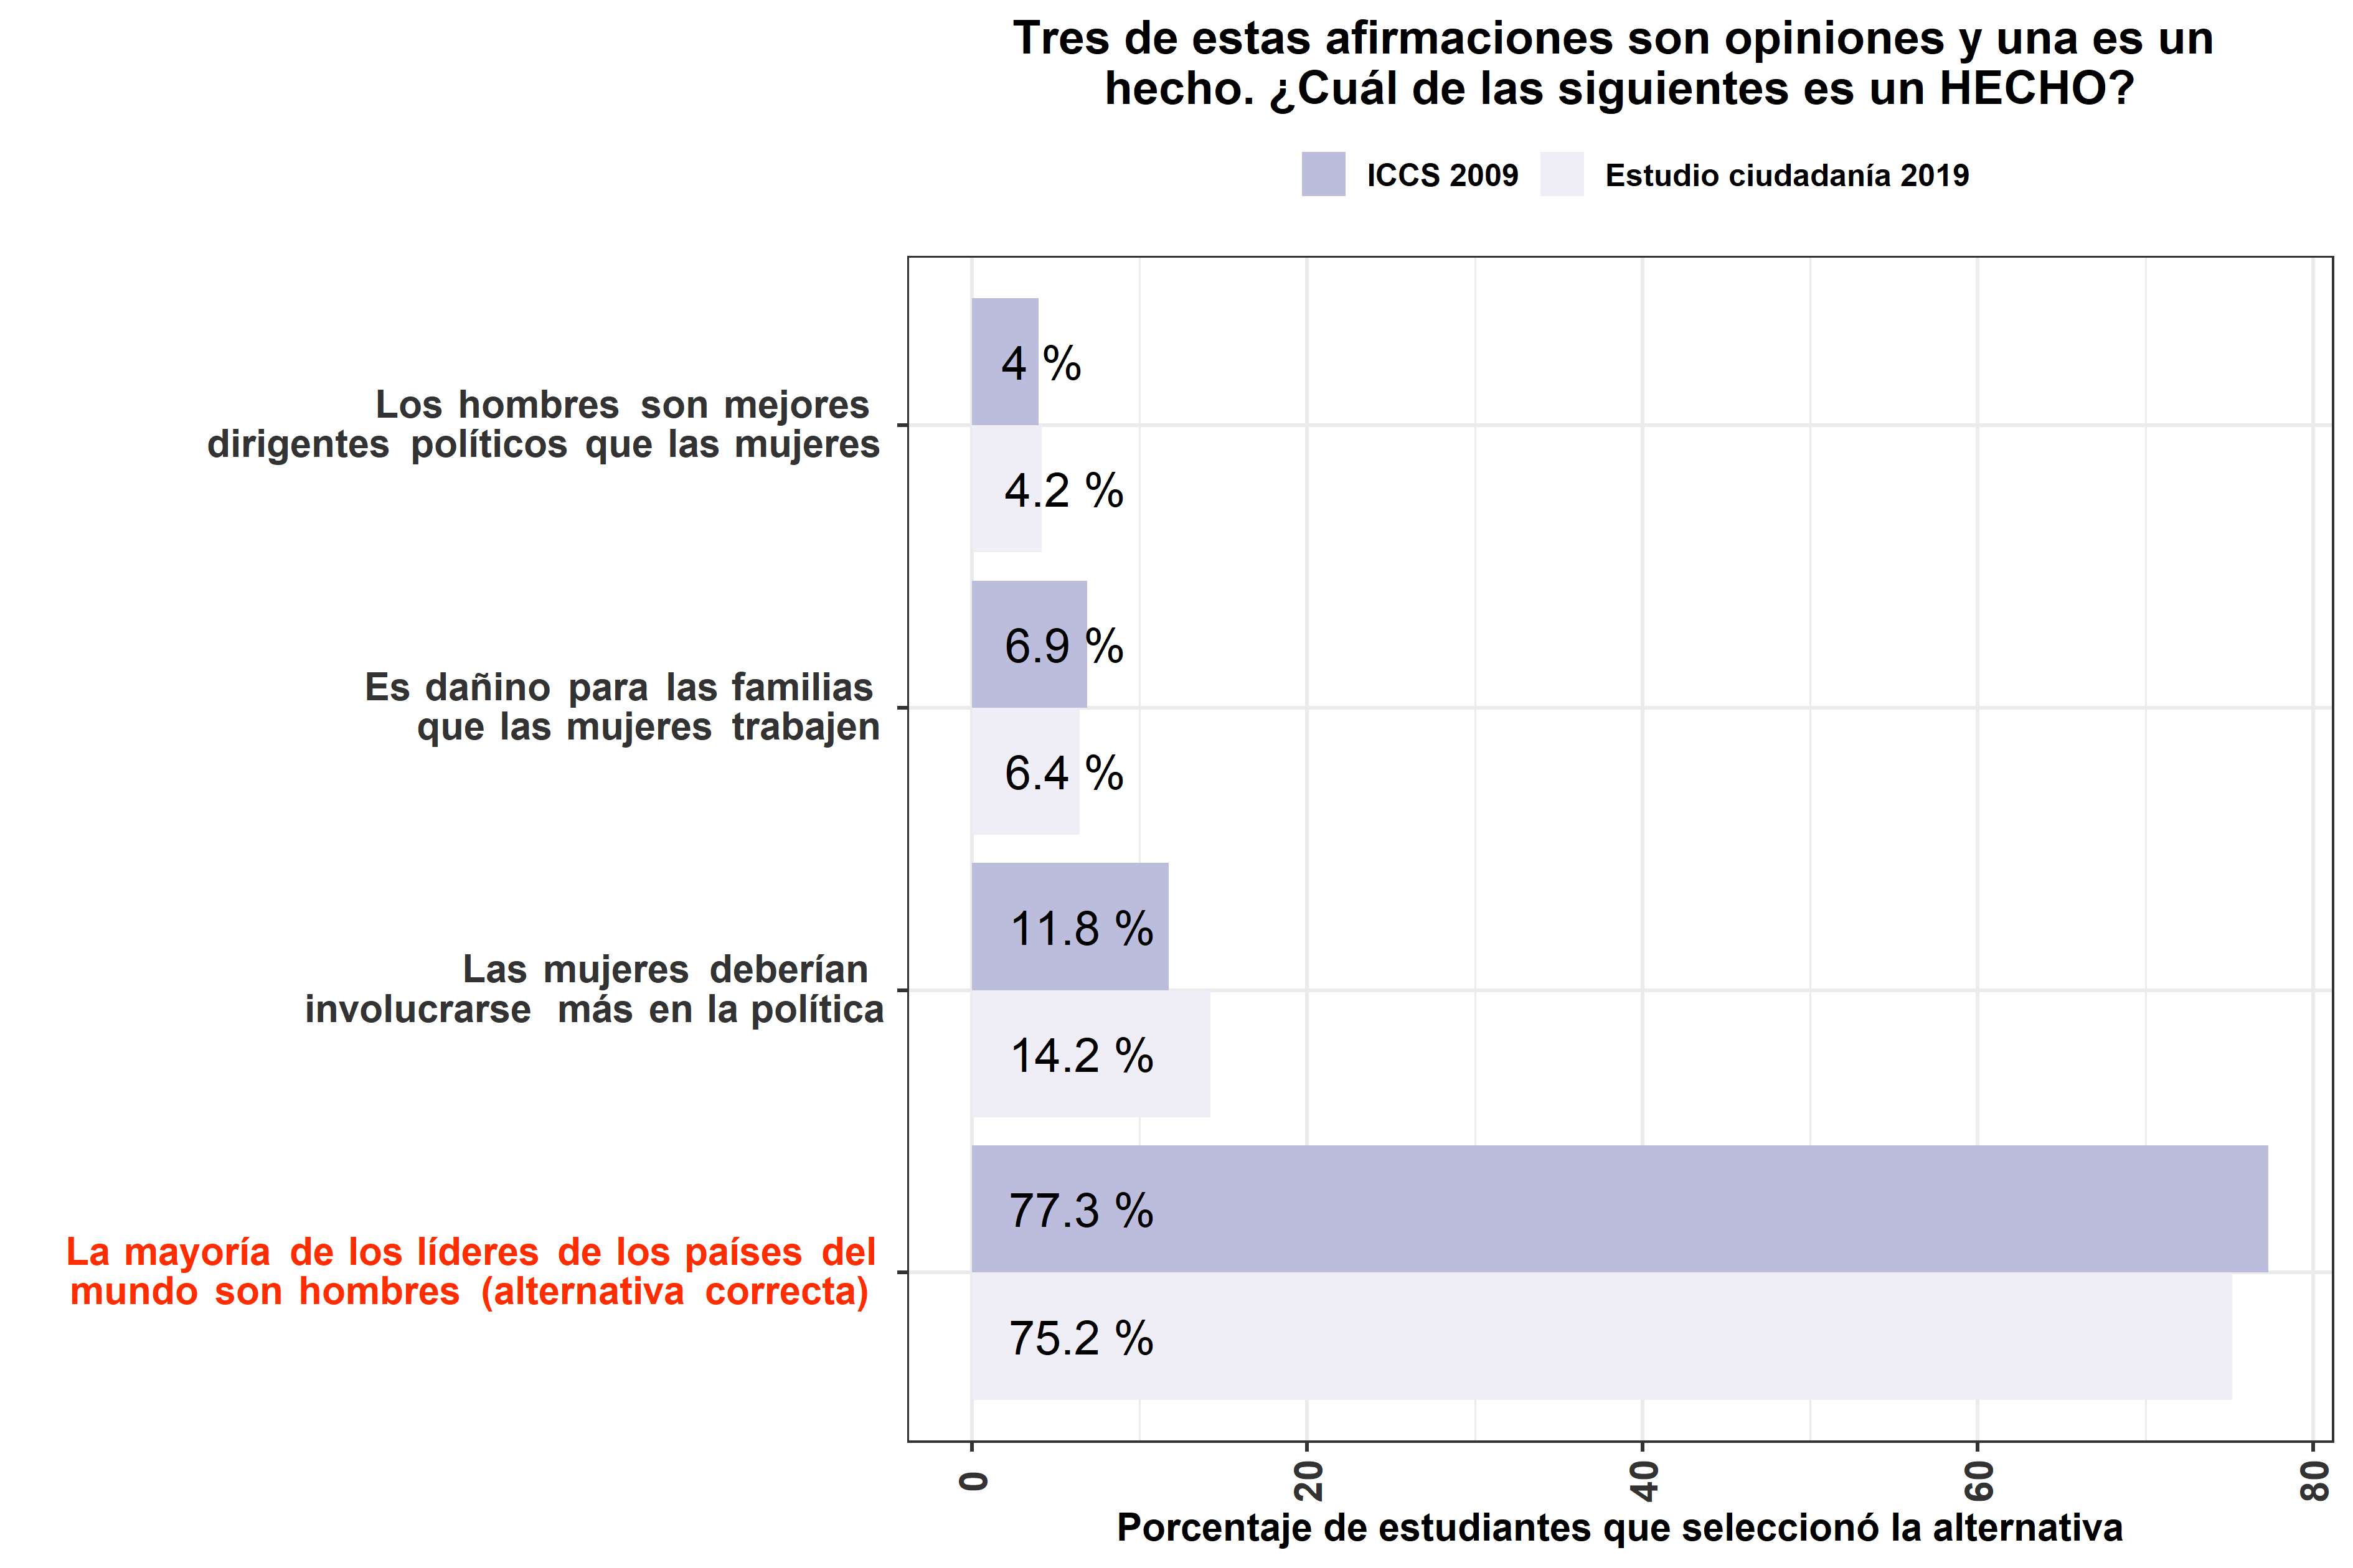 Tres de estas afirmaciones son opiniones y una es un
hecho. ¿Cuál de las siguientes es un HECHO?
ICCS 2009 Estudio ciudadanía 2019
Los hombres son mejores
dirigentes políticos que las mujeres
4 %
4.2 %
Es dañino para las familias
que las mujeres trabajen
6.9 %
6.4 %
Las mujeres deberían
involucrarse más en la política
11.8 %
14.2 %
La mayoría de los líderes de los países del
mundo son hombres (alternativa correcta)
77.3 %
75.2 %
0 20 40 60 80
Porcentaje de estudiantes que seleccionó la alternativa